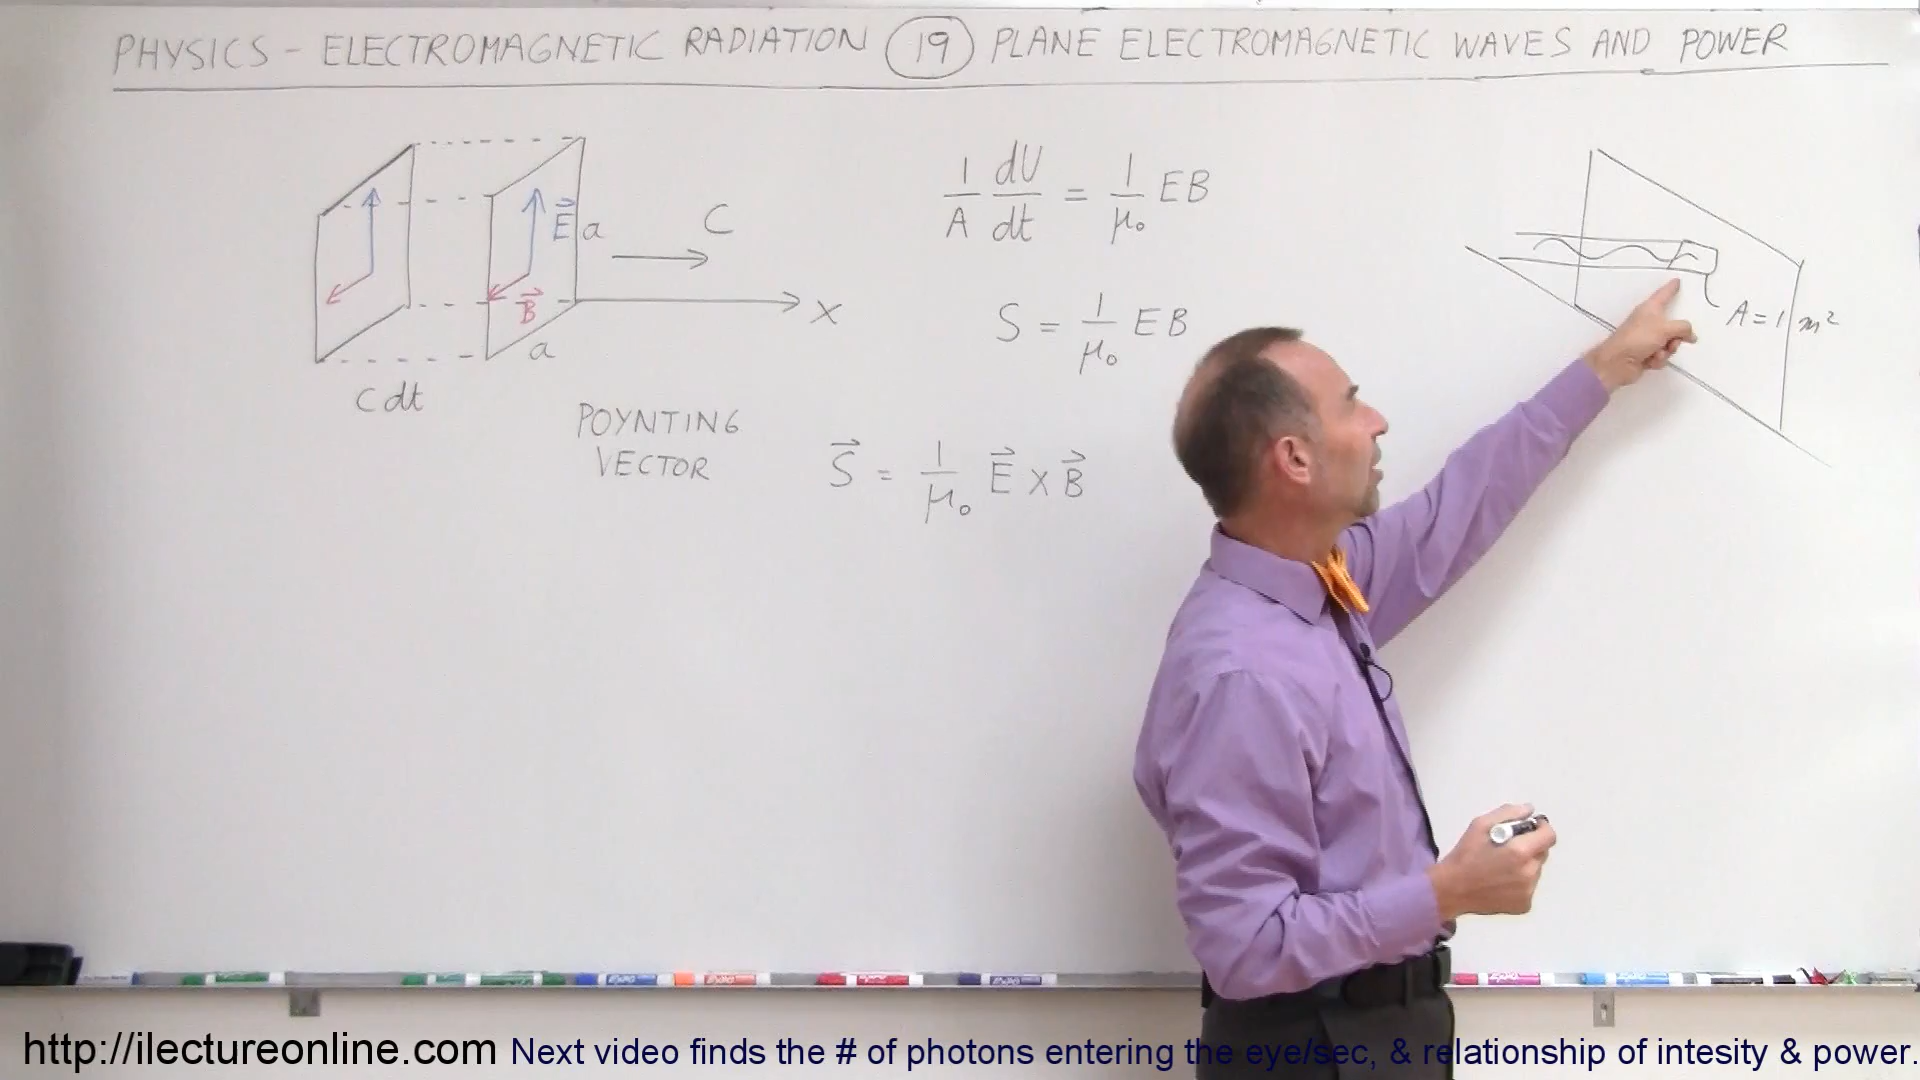 PHYSICS - ELECTROMAGNETIC RADIATION (19) PLANE ELECTROMAGNETIC WAVES AND POWER
E⃗ a
C
B⃗
X
a
C dt
1/A dU/dt = 1/μ₀ EB
S = 1/μ₀ EB
POYNTING
VECTOR
S⃗ = 1/μ₀ E⃗ X B⃗
A = 1 m²
http://ilectureonline.com Next video finds the # of photons entering the eye/sec, & relationship of intesity & power.